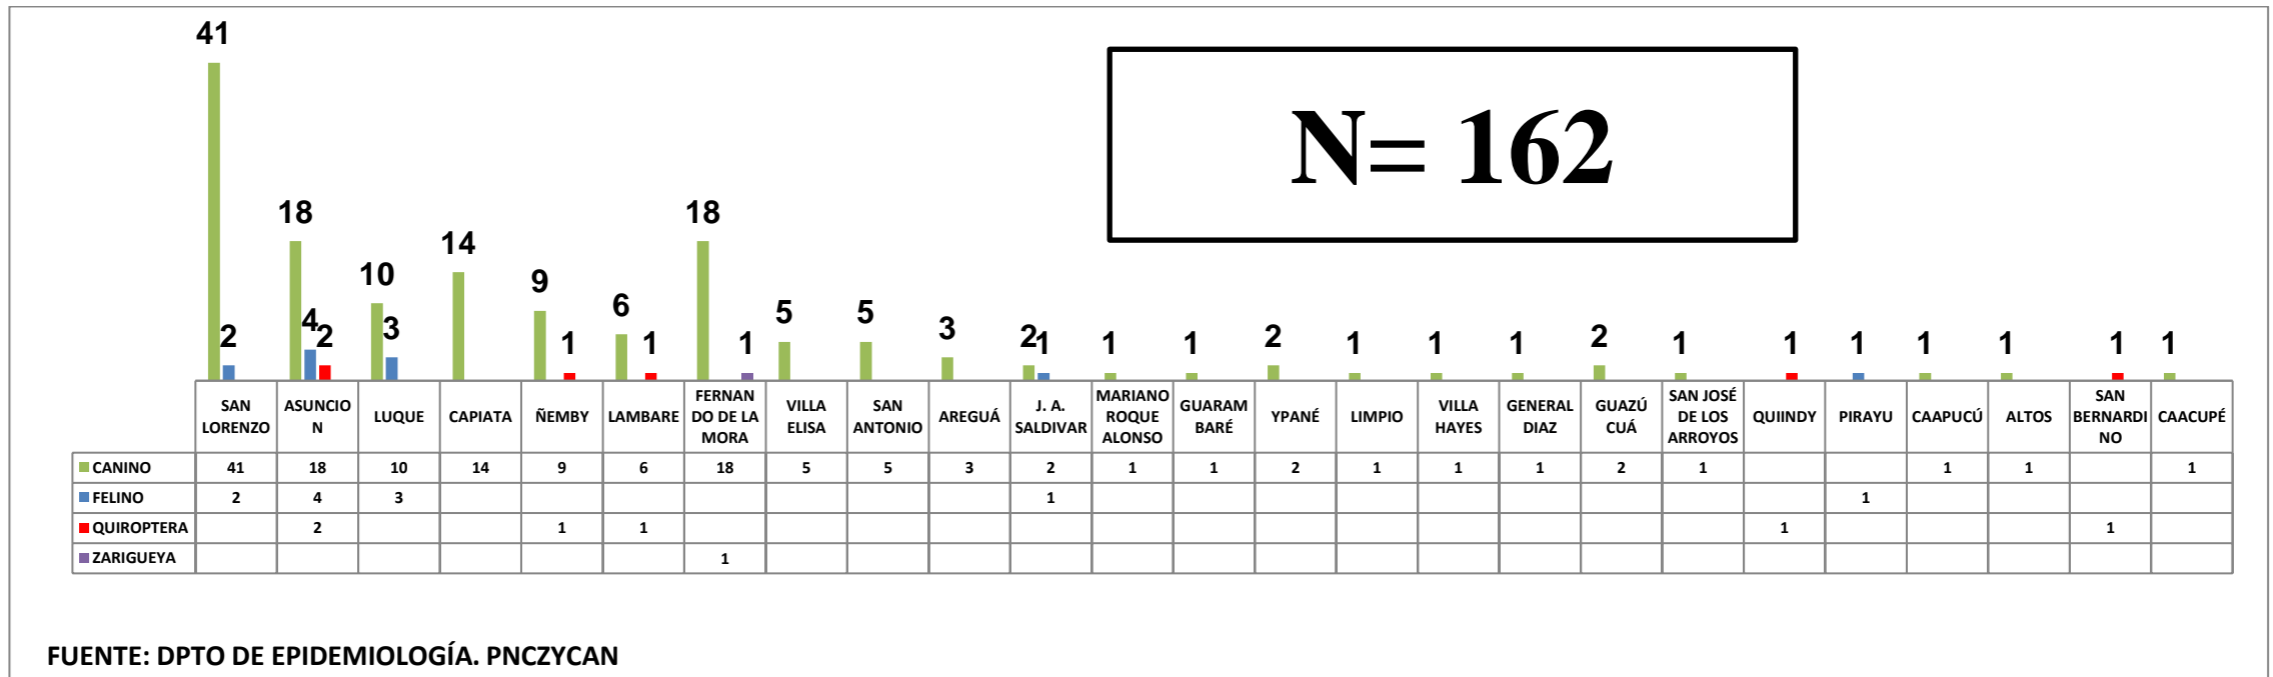 41
18
18
14
10
9
6
5
5
4
3
3
2
2
2
1
1
1
2
1
1
1
2
1
1
1
2
1
1
1
1
1
1
1
N= 162
SAN LORENZO
ASUNCIO N
LUQUE
CAPIATA
ÑEMBY
LAMBARE
FERNAN DO DE LA MORA
VILLA ELISA
SAN ANTONIO
AREGUÁ
J. A. SALDIVAR
MARIANO ROQUE ALONSO
GUARAM BARÉ
YPANÉ
LIMPIO
VILLA HAYES
GENERAL DIAZ
GUAZÚ CUÁ
SAN JOSÉ DE LOS ARROYOS
QUIINDY
PIRAYU
CAAPUCÚ
ALTOS
SAN BERNARDI NO
CAACUPÉ
CANINO 41 18 10 14 9 6 18 5 5 3 2 1 1 2 1 1 1 2 1 1 1 1
FELINO 2 4 3 1 1
QUIROPTERA 2 1 1 1 1
ZARIGUEYA 1
FUENTE: DPTO DE EPIDEMIOLOGÍA. PNCZYCAN